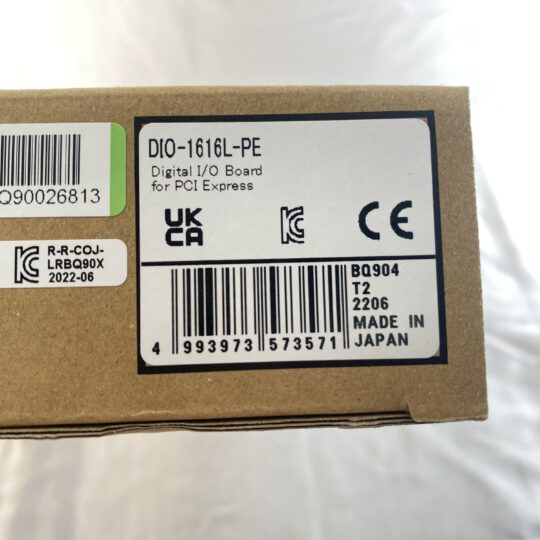 Q90026813
R-R-COJ-
LRBQ90X
2022-06
DIO-1616L-PE
Digital I/O Board
for PCI Express
UK
CA
CE
BQ904
T2
2206
MADE IN
JAPAN
4 993973 573571